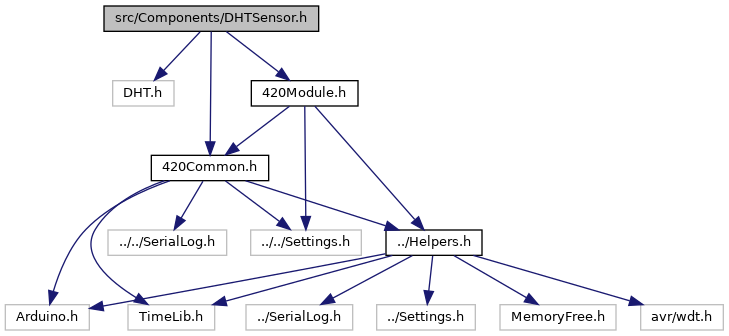 src/Components/DHTSensor.h
DHT.h
420Module.h
420Common.h
../../SerialLog.h
../../Settings.h
../Helpers.h
Arduino.h
TimeLib.h
../SerialLog.h
../Settings.h
MemoryFree.h
avr/wdt.h